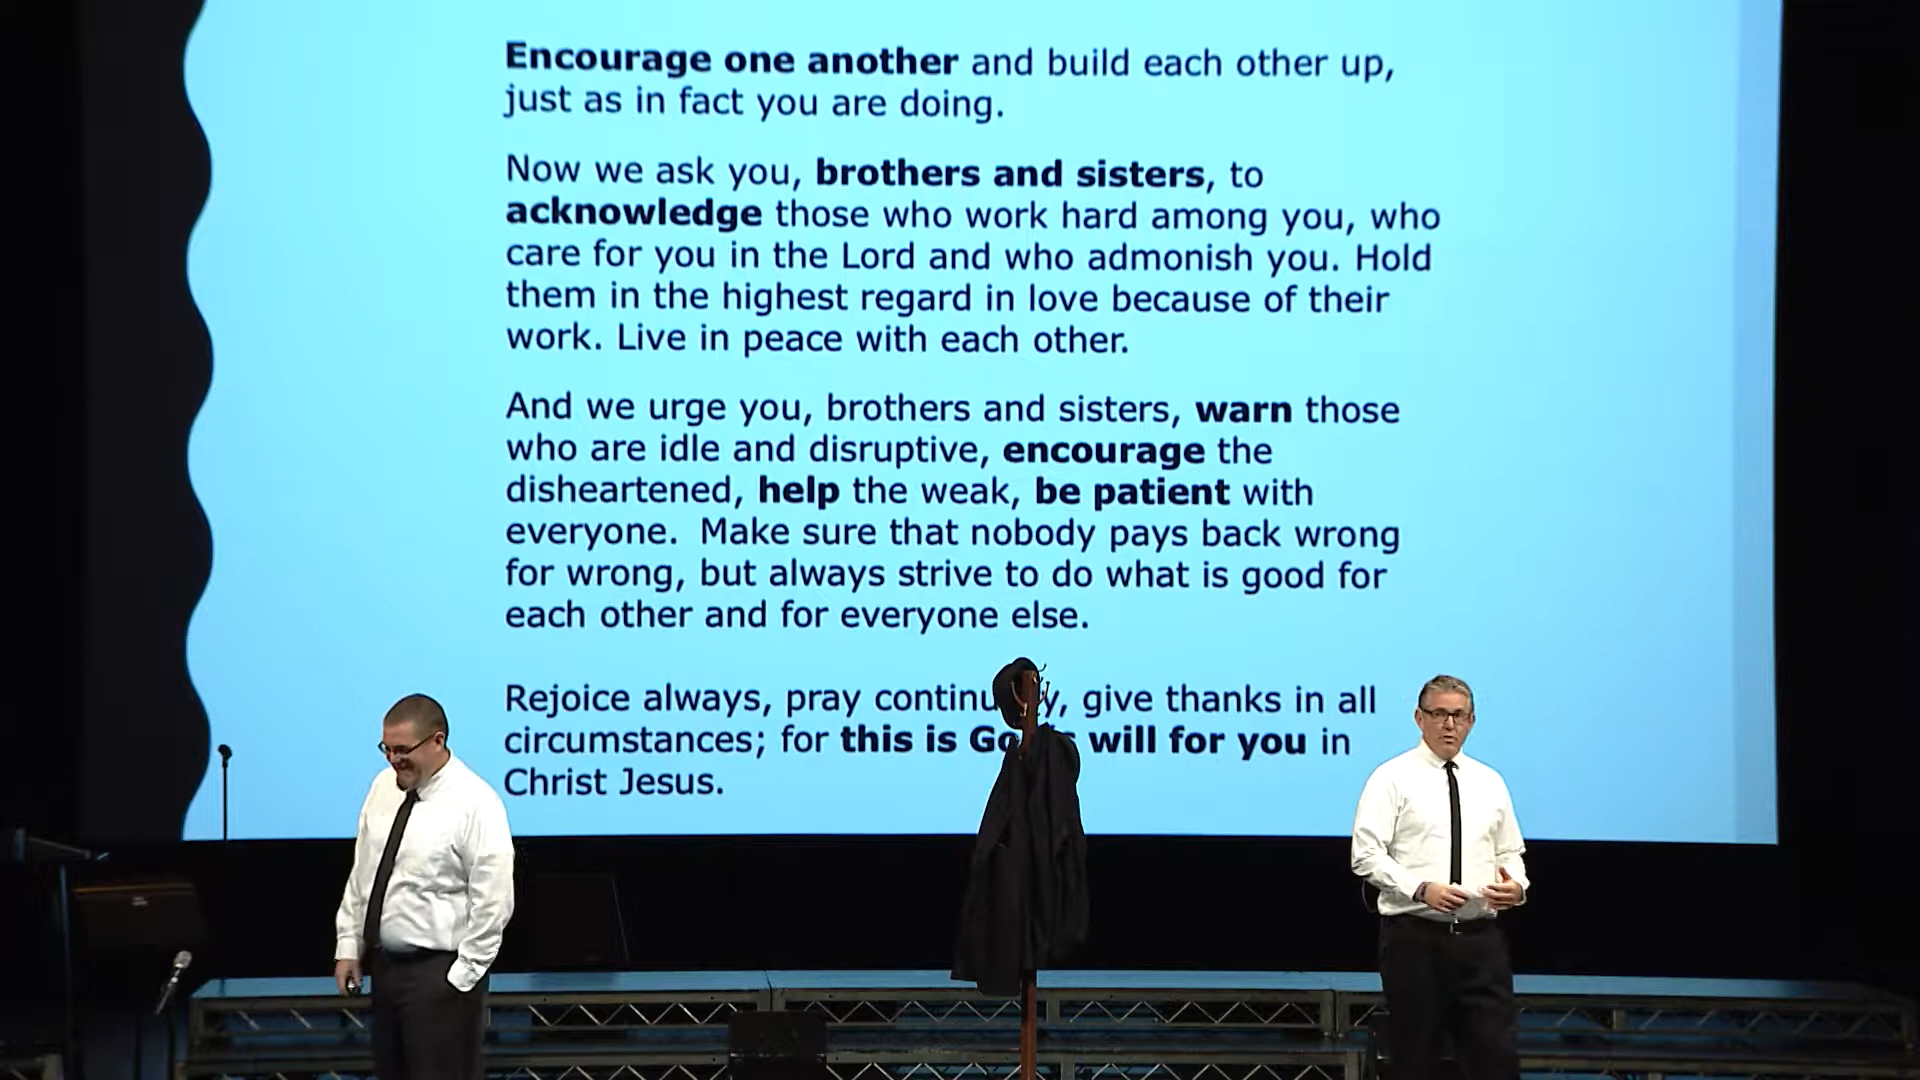 Encourage one another and build each other up,
just as in fact you are doing.
Now we ask you, brothers and sisters, to
acknowledge those who work hard among you, who
care for you in the Lord and who admonish you. Hold
them in the highest regard in love because of their
work. Live in peace with each other.
And we urge you, brothers and sisters, warn those
who are idle and disruptive, encourage the
disheartened, help the weak, be patient with
everyone. Make sure that nobody pays back wrong
for wrong, but always strive to do what is good for
each other and for everyone else.
Rejoice always, pray give thanks in all
circumstances; for this is will for you in
Christ Jesus.